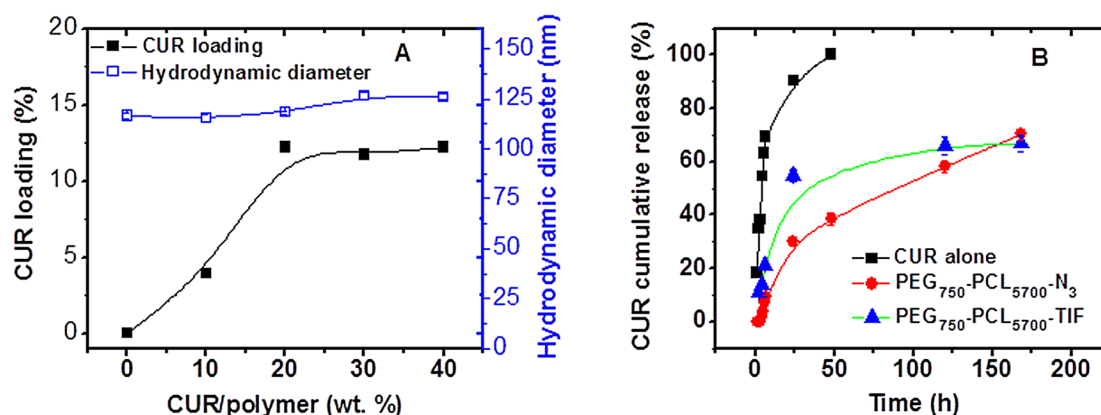 20
15
10
5
0
CUR loading (%)
CUR loading
Hydrodynamic diameter
A
150
125
100
75
50
25
0
Hydrodynamic diameter (nm)
0 10 20 30 40
CUR/polymer (wt. %)
100
80
60
40
20
0
CUR cumulative release (%)
B
CUR alone
PEG₇₅₀-PCL₅₇₀₀-N₃
PEG₇₅₀-PCL₅₇₀₀-TIF
0 50 100 150 200
Time (h)